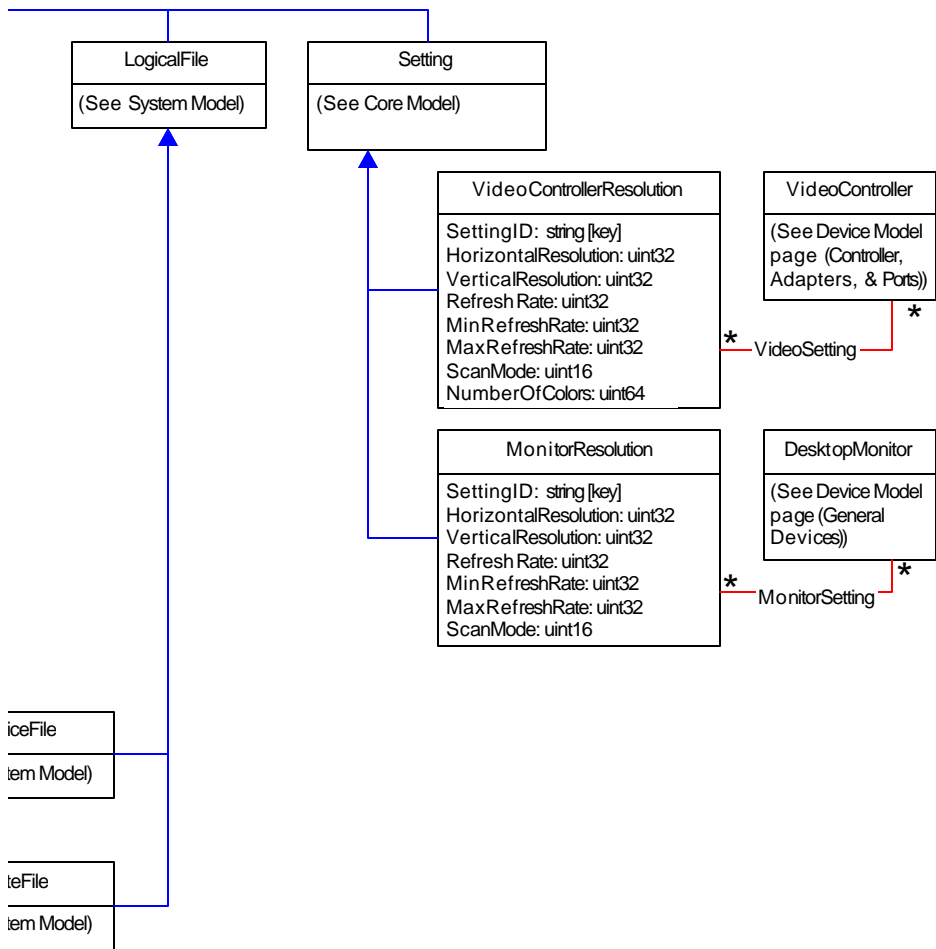 LogicalFile
(See System Model)
Setting
(See Core Model)
VideoControllerResolution
SettingID: string [key]
HorizontalResolution: uint32
VerticalResolution: uint32
Refresh Rate: uint32
MinRefreshRate: uint32
MaxRefreshRate: uint32
ScanMode: uint16
NumberOfColors: uint64
VideoController
(See Device Model
page (Controller,
Adapters, & Ports))
*
*
VideoSetting
MonitorResolution
SettingID: string [key]
HorizontalResolution: uint32
VerticalResolution: uint32
Refresh Rate: uint32
MinRefreshRate: uint32
MaxRefreshRate: uint32
ScanMode: uint16
DesktopMonitor
(See Device Model
page (General
Devices))
*
*
MonitorSetting
iceFile
tem Model)
teFile
tem Model)